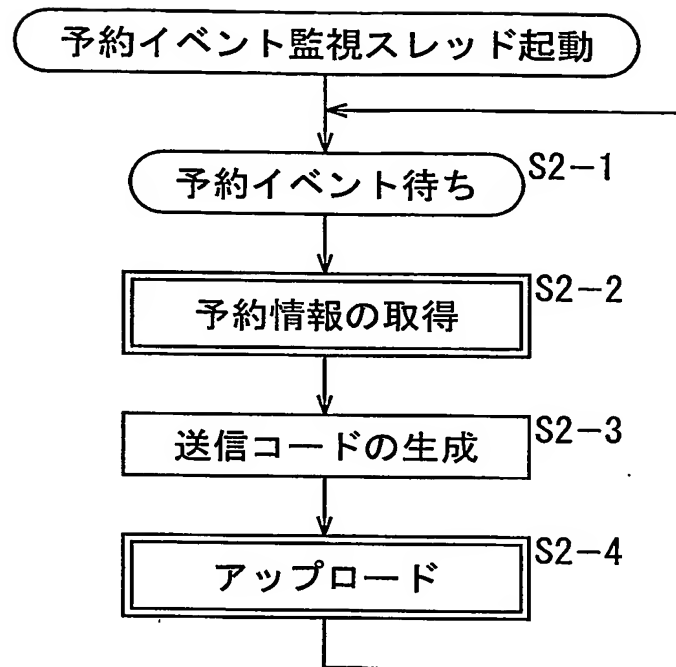 予約イベント監視スレッド起動
予約イベント待ち
S2-1
予約情報の取得
S2-2
送信コードの生成
S2-3
アップロード
S2-4